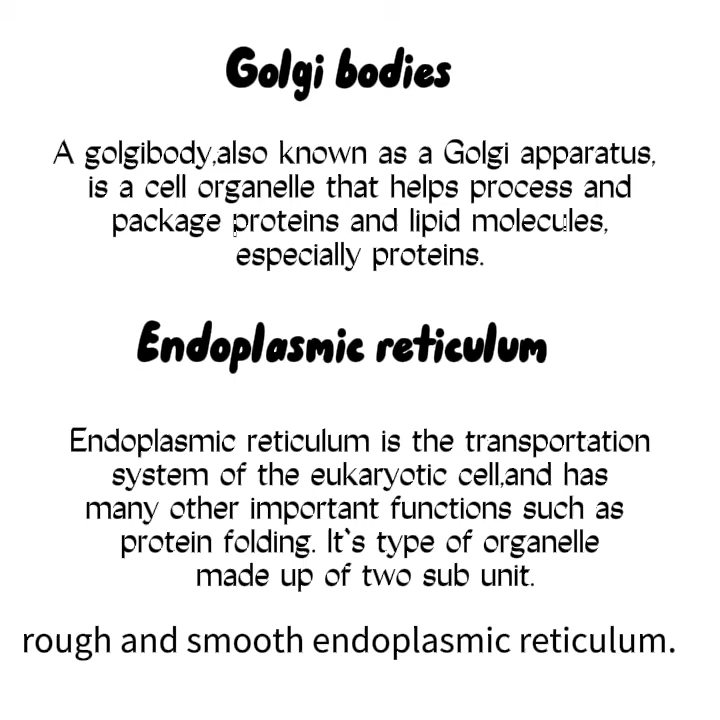 Golgi bodies
A golgibody,also known as a Golgi apparatus,
is a cell organelle that helps process and
package proteins and lipid molecules,
especially proteins.
Endoplasmic reticulum
Endoplasmic reticulum is the transportation
system of the eukaryotic cell,and has
many other important functions such as
protein folding. It`s type of organelle
made up of two sub unit.
rough and smooth endoplasmic reticulum.